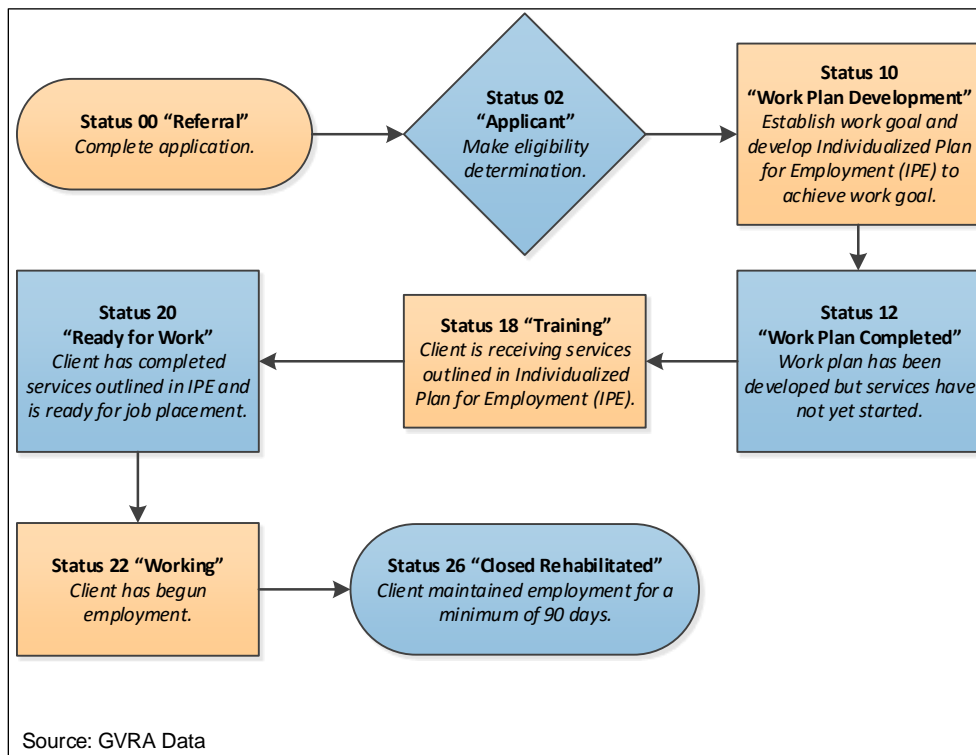 Status 00 “Referral”
Complete application.
Status 02
“Applicant”
Make eligibility
determination.
Status 10
“Work Plan Development”
Establish work goal and
develop Individualized Plan
for Employment (IPE) to
achieve work goal.
Status 12
“Work Plan Completed”
Work plan has been
developed but services have
not yet started.
Status 18 “Training”
Client is receiving services
outlined in Individualized
Plan for Employment (IPE).
Status 20
“Ready for Work”
Client has completed
services outlined in IPE and
is ready for job placement.
Status 22 “Working”
Client has begun
employment.
Status 26 “Closed Rehabilitated”
Client maintained employment for a
minimum of 90 days.
Source: GVRA Data